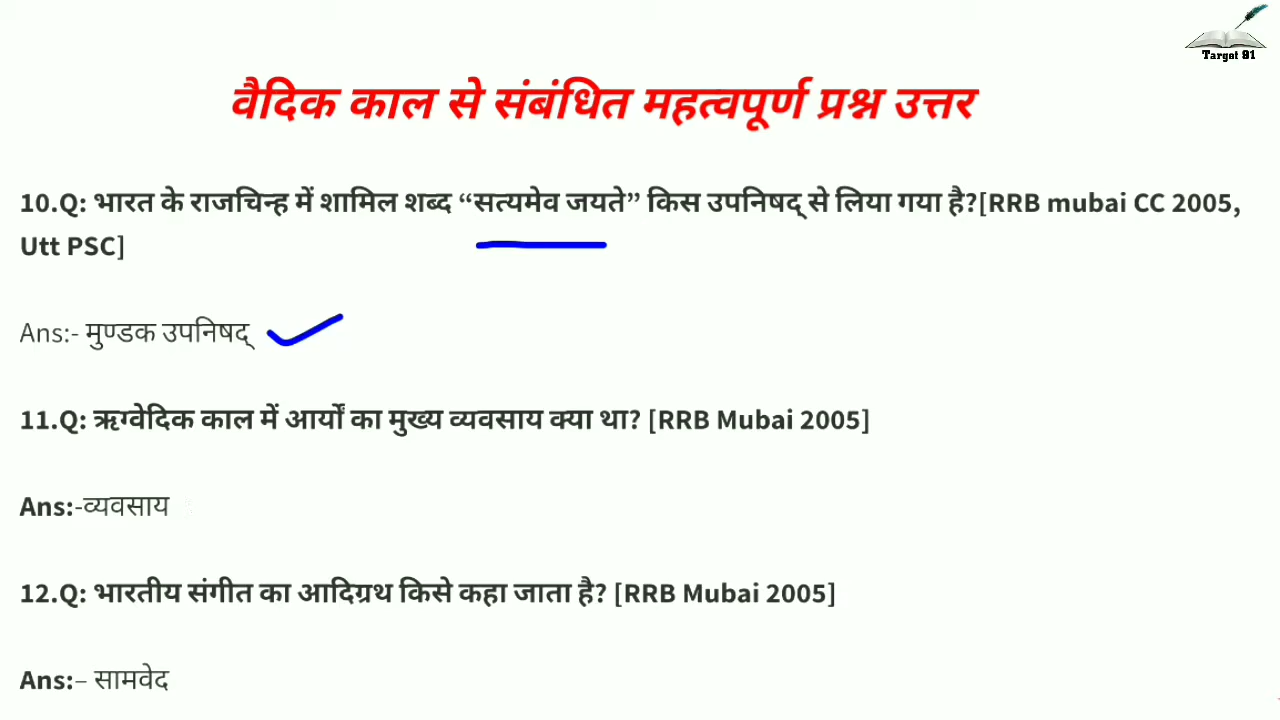 Target 91
वैदिक काल से संबंधित महत्वपूर्ण प्रश्न उत्तर
10.Q: भारत के राजचिन्ह में शामिल शब्द “सत्यमेव जयते” किस उपनिषद् से लिया गया है?[RRB mubai CC 2005,
Utt PSC]
Ans:- मुण्डक उपनिषद्
11.Q: ऋग्वेदिक काल में आर्यों का मुख्य व्यवसाय क्या था? [RRB Mubai 2005]
Ans:-व्यवसाय
12.Q: भारतीय संगीत का आदिग्रथ किसे कहा जाता है? [RRB Mubai 2005]
Ans:– सामवेद